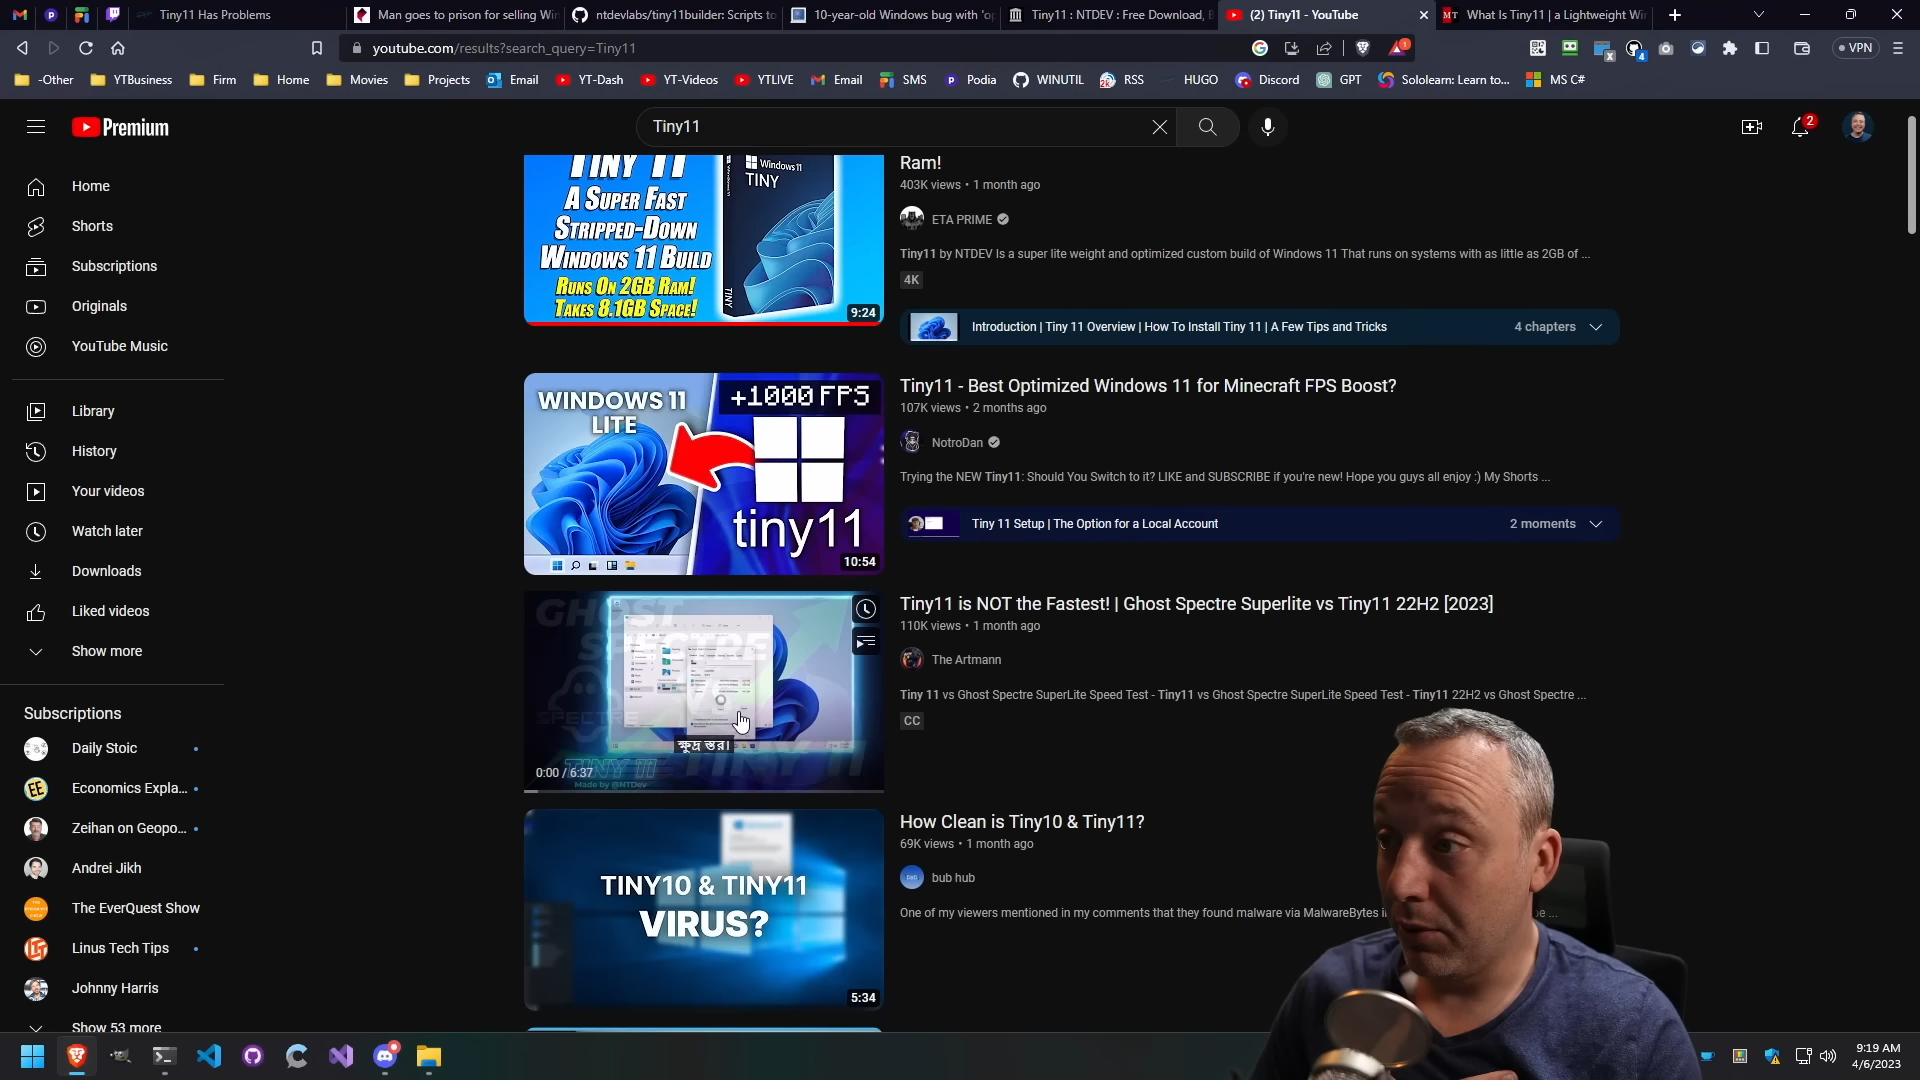 Tiny11 Has Problems
Man goes to prison for selling Win
ntdevlabs/tiny11builder: Scripts to
10-year-old Windows bug with 'op
Tiny11 : NTDEV : Free Download, B
(2) Tiny11 - YouTube
What Is Tiny11 | a Lightweight Win
youtube.com/results?search_query=Tiny11
VPN
-Other
YTBusiness
Firm
Home
Movies
Projects
Email
YT-Dash
YT-Videos
YTLIVE
Email
SMS
Podia
WINUTIL
RSS
HUGO
Discord
GPT
Sololearn: Learn to...
MS C#
Premium
Tiny11
2
Home
Shorts
Subscriptions
Originals
YouTube Music
Library
History
Your videos
Watch later
Downloads
Liked videos
Show more
Subscriptions
Daily Stoic
Economics Expla...
Zeihan on Geopo...
Andrei Jikh
The EverQuest Show
Linus Tech Tips
Johnny Harris
Show 53 more
TINY 11
A SUPER FAST
STRIPPED-DOWN
WINDOWS 11 BUILD
RUNS ON 2GB RAM!
TAKES 8.1GB SPACE!
Windows 11
TINY
9:24
Ram!
403K views • 1 month ago
ETA PRIME
Tiny11 by NTDEV Is a super lite weight and optimized custom build of Windows 11 That runs on systems with as little as 2GB of ...
4K
Introduction | Tiny 11 Overview | How To Install Tiny 11 | A Few Tips and Tricks
4 chapters
WINDOWS 11
LITE
+1000 FPS
tiny11
10:54
Tiny11 - Best Optimized Windows 11 for Minecraft FPS Boost?
107K views • 2 months ago
NotroDan
Trying the NEW Tiny11: Should You Switch to it? LIKE and SUBSCRIBE if you're new! Hope you guys all enjoy :) My Shorts ...
Tiny 11 Setup | The Option for a Local Account
2 moments
GHOST
SPECTRE
VS
SPECTRE
ক্ষুদ্র স্তর।
0:00 / 6:37
TINY 11
TINY 11
Made by @NTDev
Tiny11 is NOT the Fastest! | Ghost Spectre Superlite vs Tiny11 22H2 [2023]
110K views • 1 month ago
The Artmann
Tiny 11 vs Ghost Spectre SuperLite Speed Test - Tiny11 vs Ghost Spectre SuperLite Speed Test - Tiny11 22H2 vs Ghost Spectre ...
CC
TINY10 & TINY11
VIRUS?
5:34
How Clean is Tiny10 & Tiny11?
69K views • 1 month ago
bub hub
One of my viewers mentioned in my comments that they found malware via MalwareBytes
9:19 AM
4/6/2023